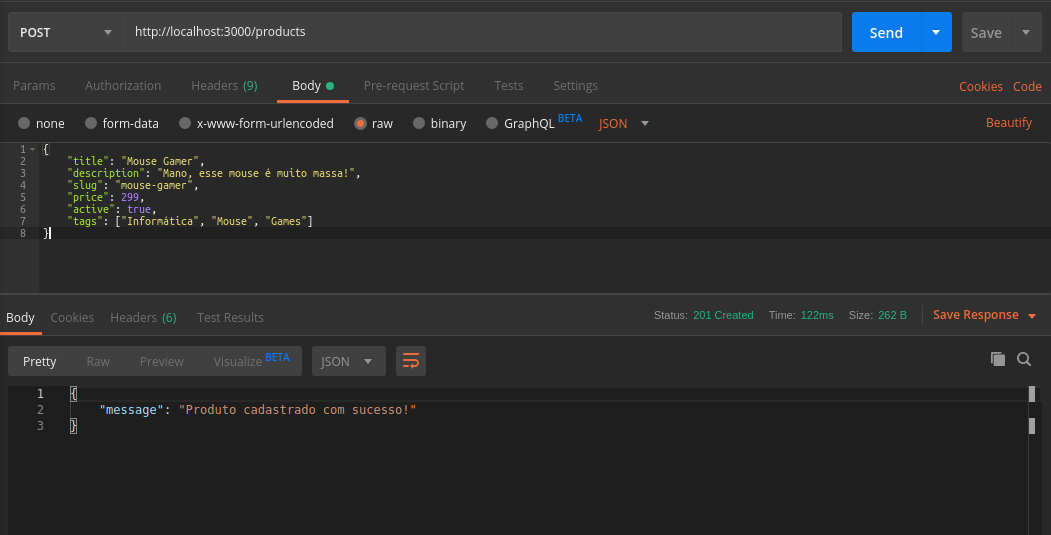 POST http://localhost:3000/products Send Save
Params Authorization Headers (9) Body Pre-request Script Tests Settings Cookies Code
none form-data x-www-form-urlencoded raw binary GraphQL BETA JSON Beautify
1 {
2 "title": "Mouse Gamer",
3 "description": "Mano, esse mouse é muito massa!",
4 "slug": "mouse-gamer",
5 "price": 299,
6 "active": true,
7 "tags": ["Informática", "Mouse", "Games"]
8 }
Body Cookies Headers (6) Test Results Status: 201 Created Time: 122ms Size: 262 B Save Response
Pretty Raw Preview Visualize BETA JSON
1 {
2 "message": "Produto cadastrado com sucesso!"
3 }